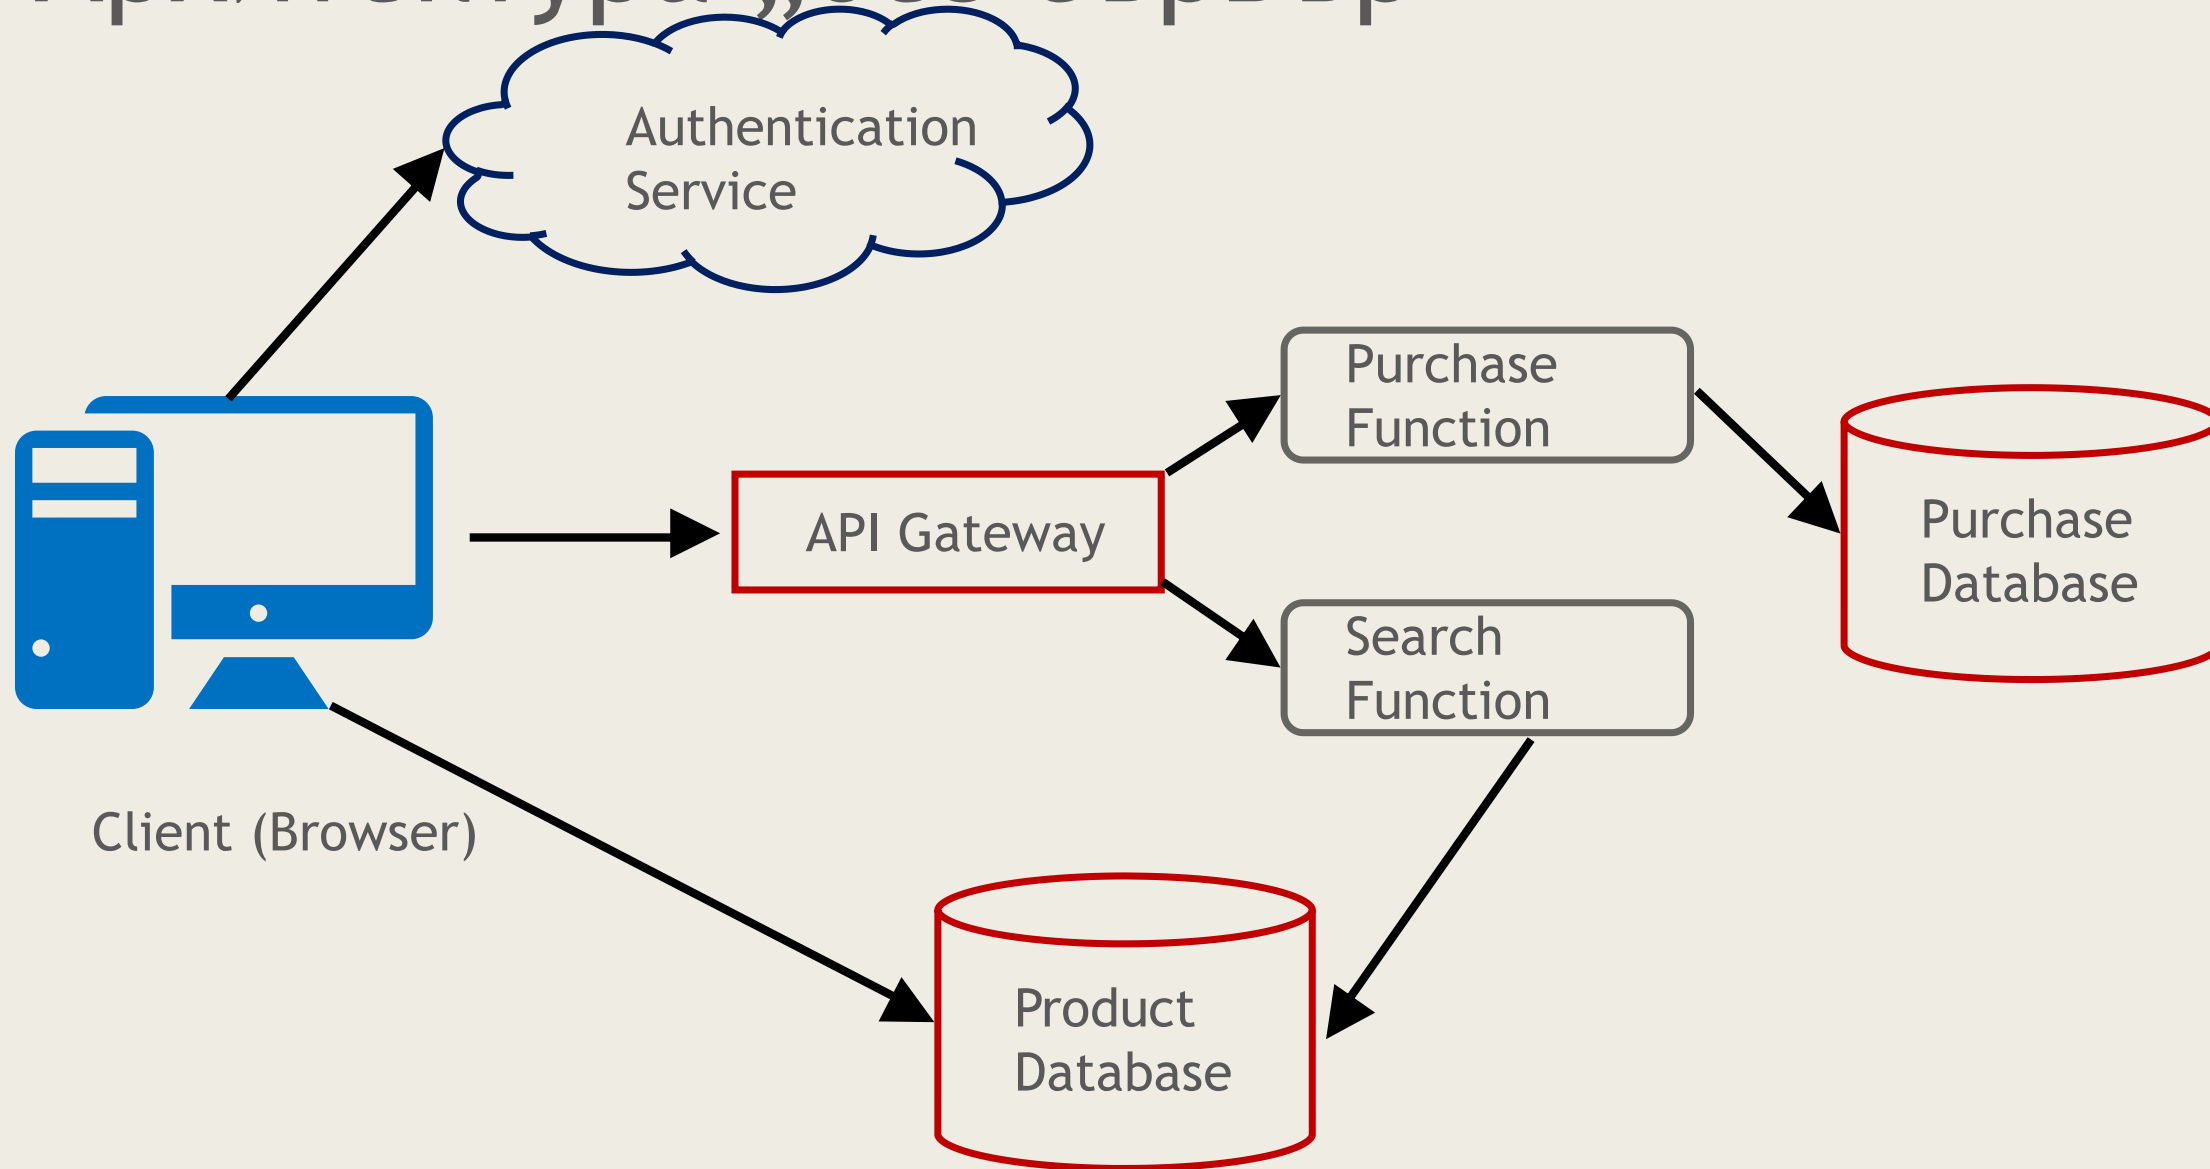 Authentication
Service
Purchase
Function
API Gateway
Purchase
Database
Search
Function
Client (Browser)
Product
Database